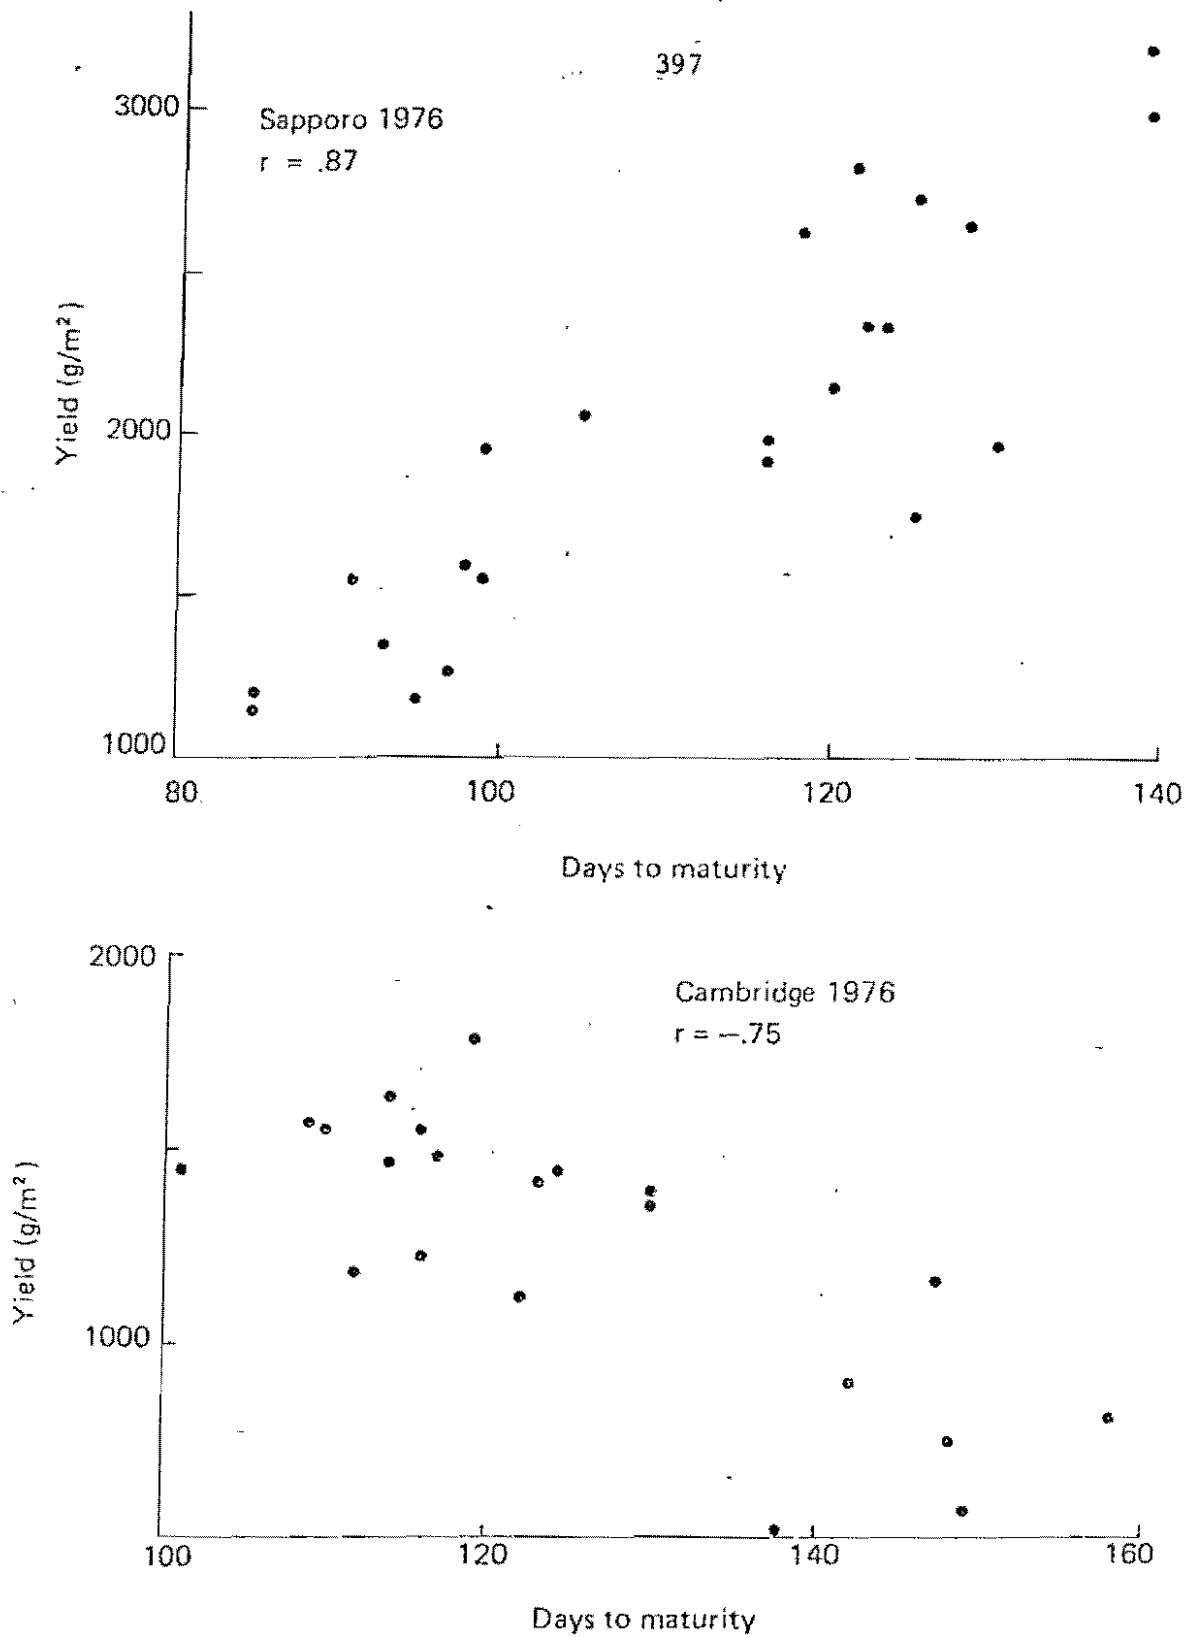 397
3000
Sapporo 1976
r = .87
Yield (g/m²)
2000
1000
80
100
120
140
Days to maturity
2000
Cambridge 1976
r = —.75
Yield (g/m²)
1000
100
120
140
160
Days to maturity